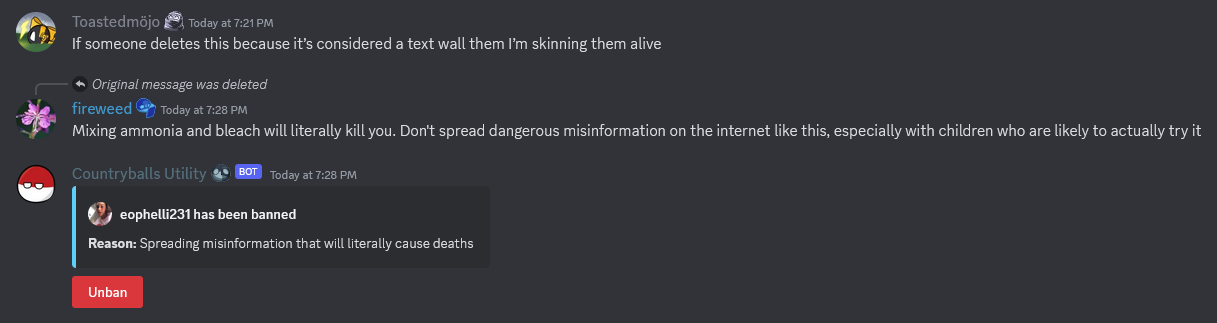 Toastedmöjo Today at 7:21 PM
If someone deletes this because it’s considered a text wall them I’m skinning them alive
Original message was deleted
fireweed Today at 7:28 PM
Mixing ammonia and bleach will literally kill you. Don't spread dangerous misinformation on the internet like this, especially with children who are likely to actually try it
Countryballs Utility BOT Today at 7:28 PM
eophelli231 has been banned
Reason: Spreading misinformation that will literally cause deaths
Unban